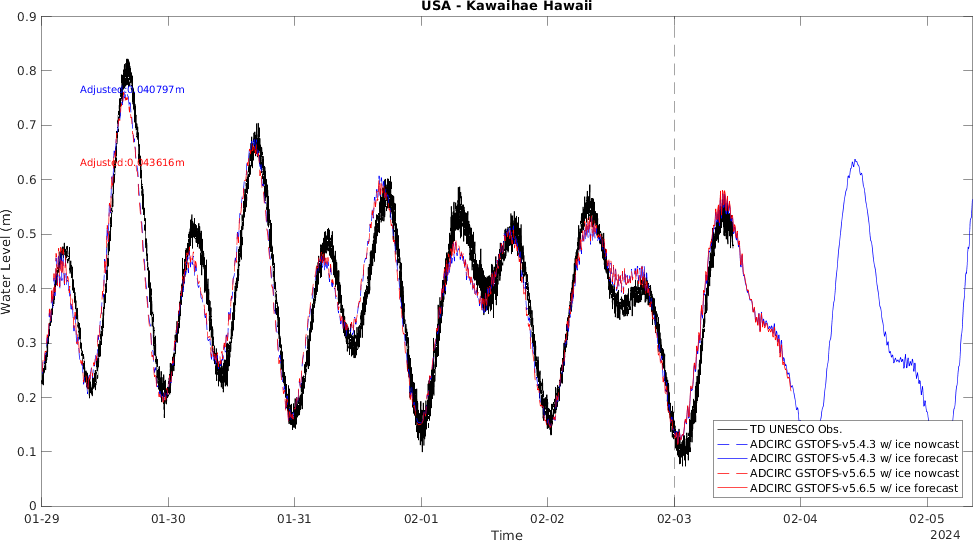 USA - Kawaihae Hawaii
0.9
0.8
Adjusted:0.040797m
0.7
Adjusted:0.043616m
0.6
0.5
Water Level (m)
0.4
0.3
0.2
TD UNESCO Obs.
ADCIRC GSTOFS-v5.4.3 w/ ice nowcast
0.1
ADCIRC GSTOFS-v5.4.3 w/ ice forecast
ADCIRC GSTOFS-v5.6.5 w/ ice nowcast
ADCIRC GSTOFS-v5.6.5 w/ ice forecast
0
01-29 01-30 01-31 02-01 02-02 02-03 02-04 02-05
Time
2024